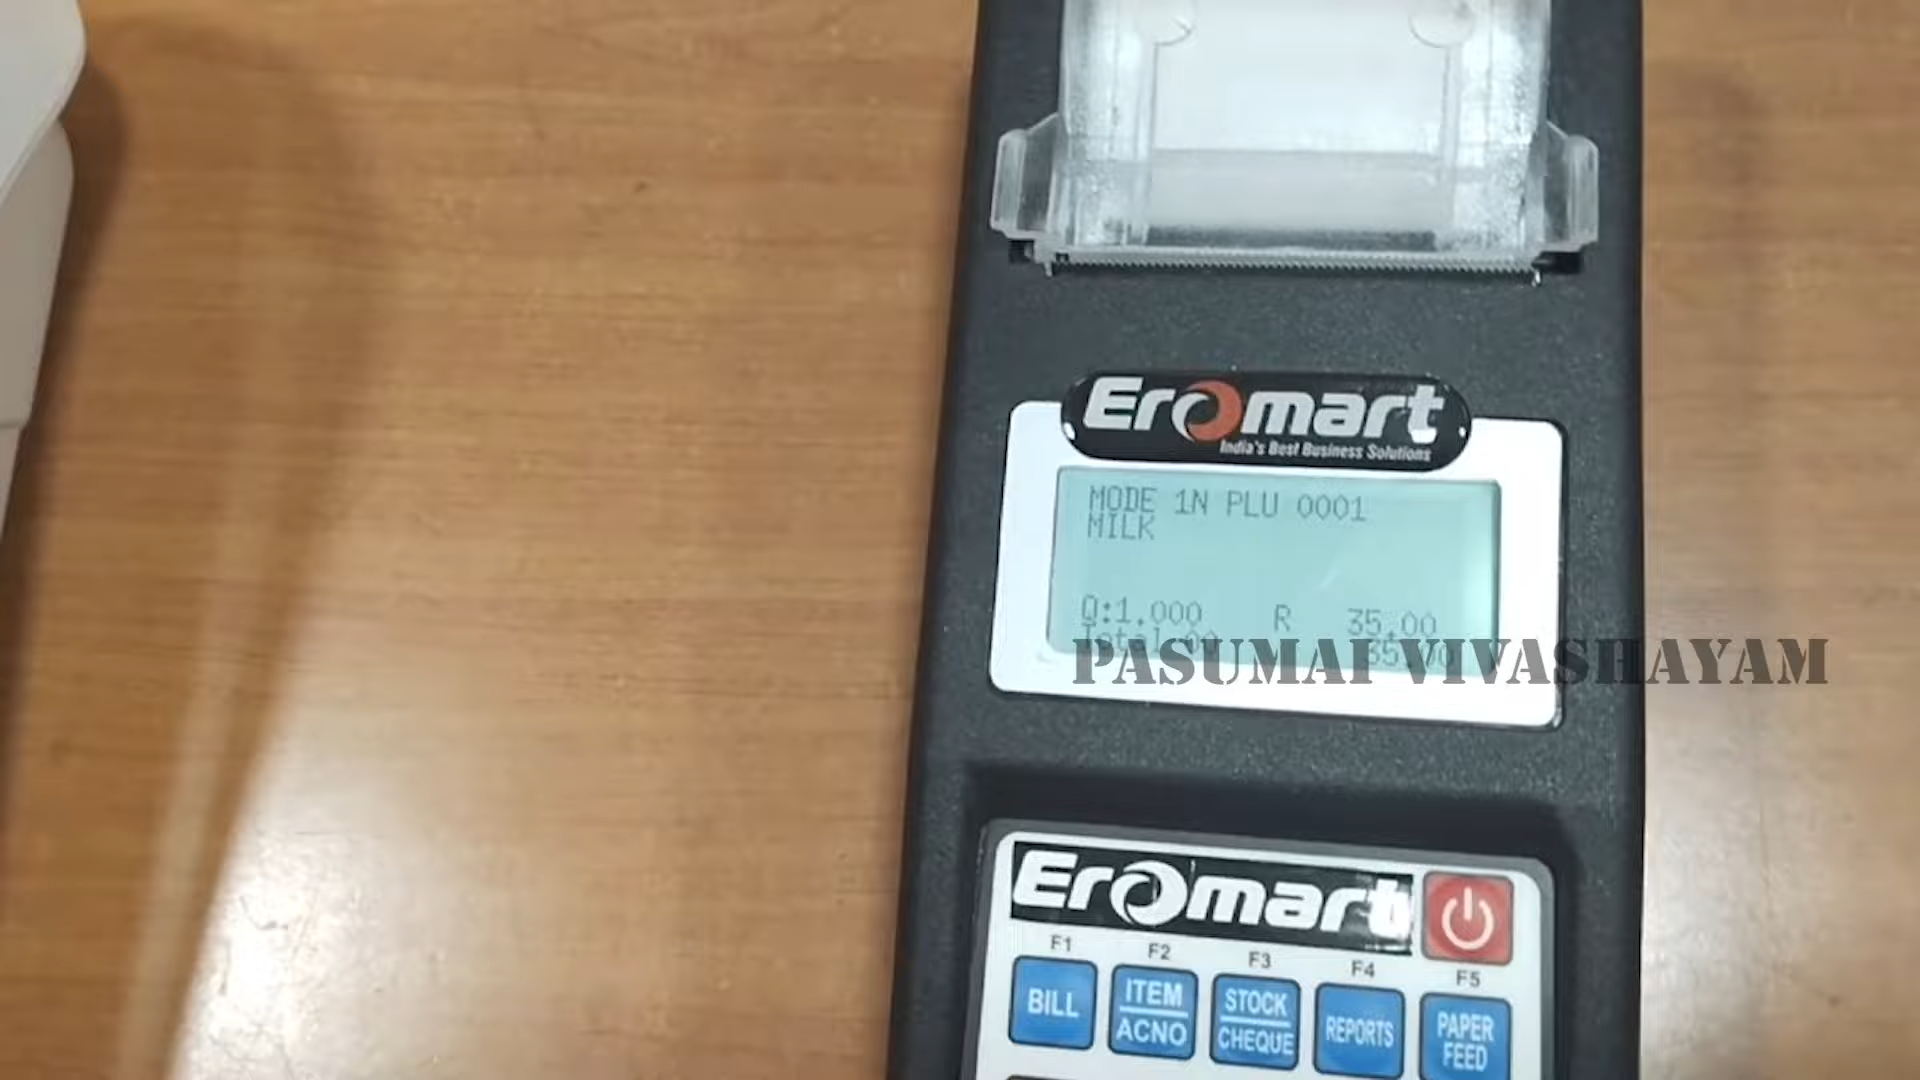 Eromart
India's Best Business Solutions
MODE 1N PLU 0001
MILK
Q:1.000 R 35.00
Total
PASUMAI VIVASHAYAM
Eromart
F1 F2 F3 F4 F5
BILL
ITEM
ACNO
STOCK
CHEQUE
REPORTS
PAPER
FEED